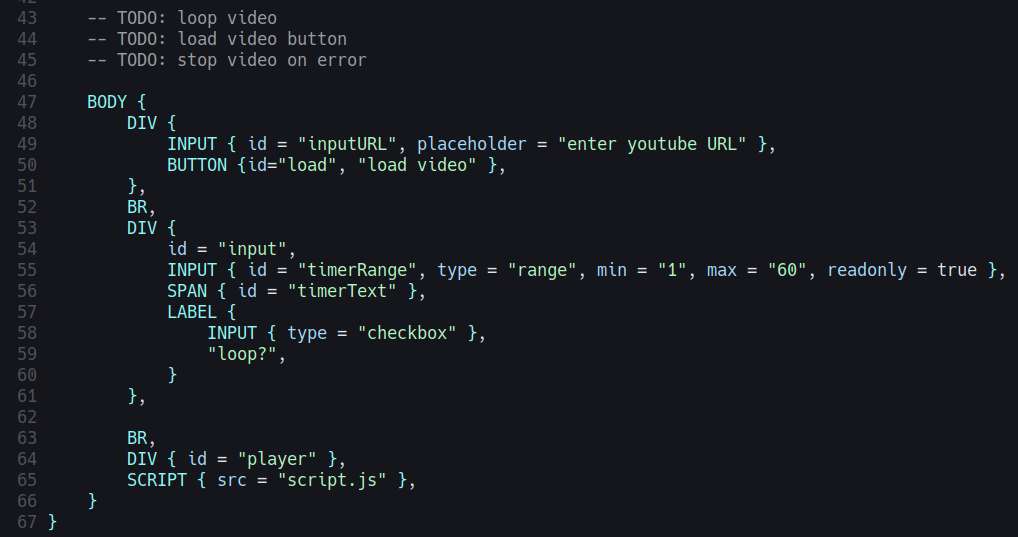 43     -- TODO: loop video
44     -- TODO: load video button
45     -- TODO: stop video on error
46
47     BODY {
48         DIV {
49             INPUT { id = "inputURL", placeholder = "enter youtube URL" },
50             BUTTON {id="load", "load video" },
51         },
52         BR,
53         DIV {
54             id = "input",
55             INPUT { id = "timerRange", type = "range", min = "1", max = "60", readonly = true },
56             SPAN { id = "timerText" },
57             LABEL {
58                 INPUT { type = "checkbox" },
59                 "loop?",
60             }
61         },
62
63         BR,
64         DIV { id = "player" },
65         SCRIPT { src = "script.js" },
66     }
67 }